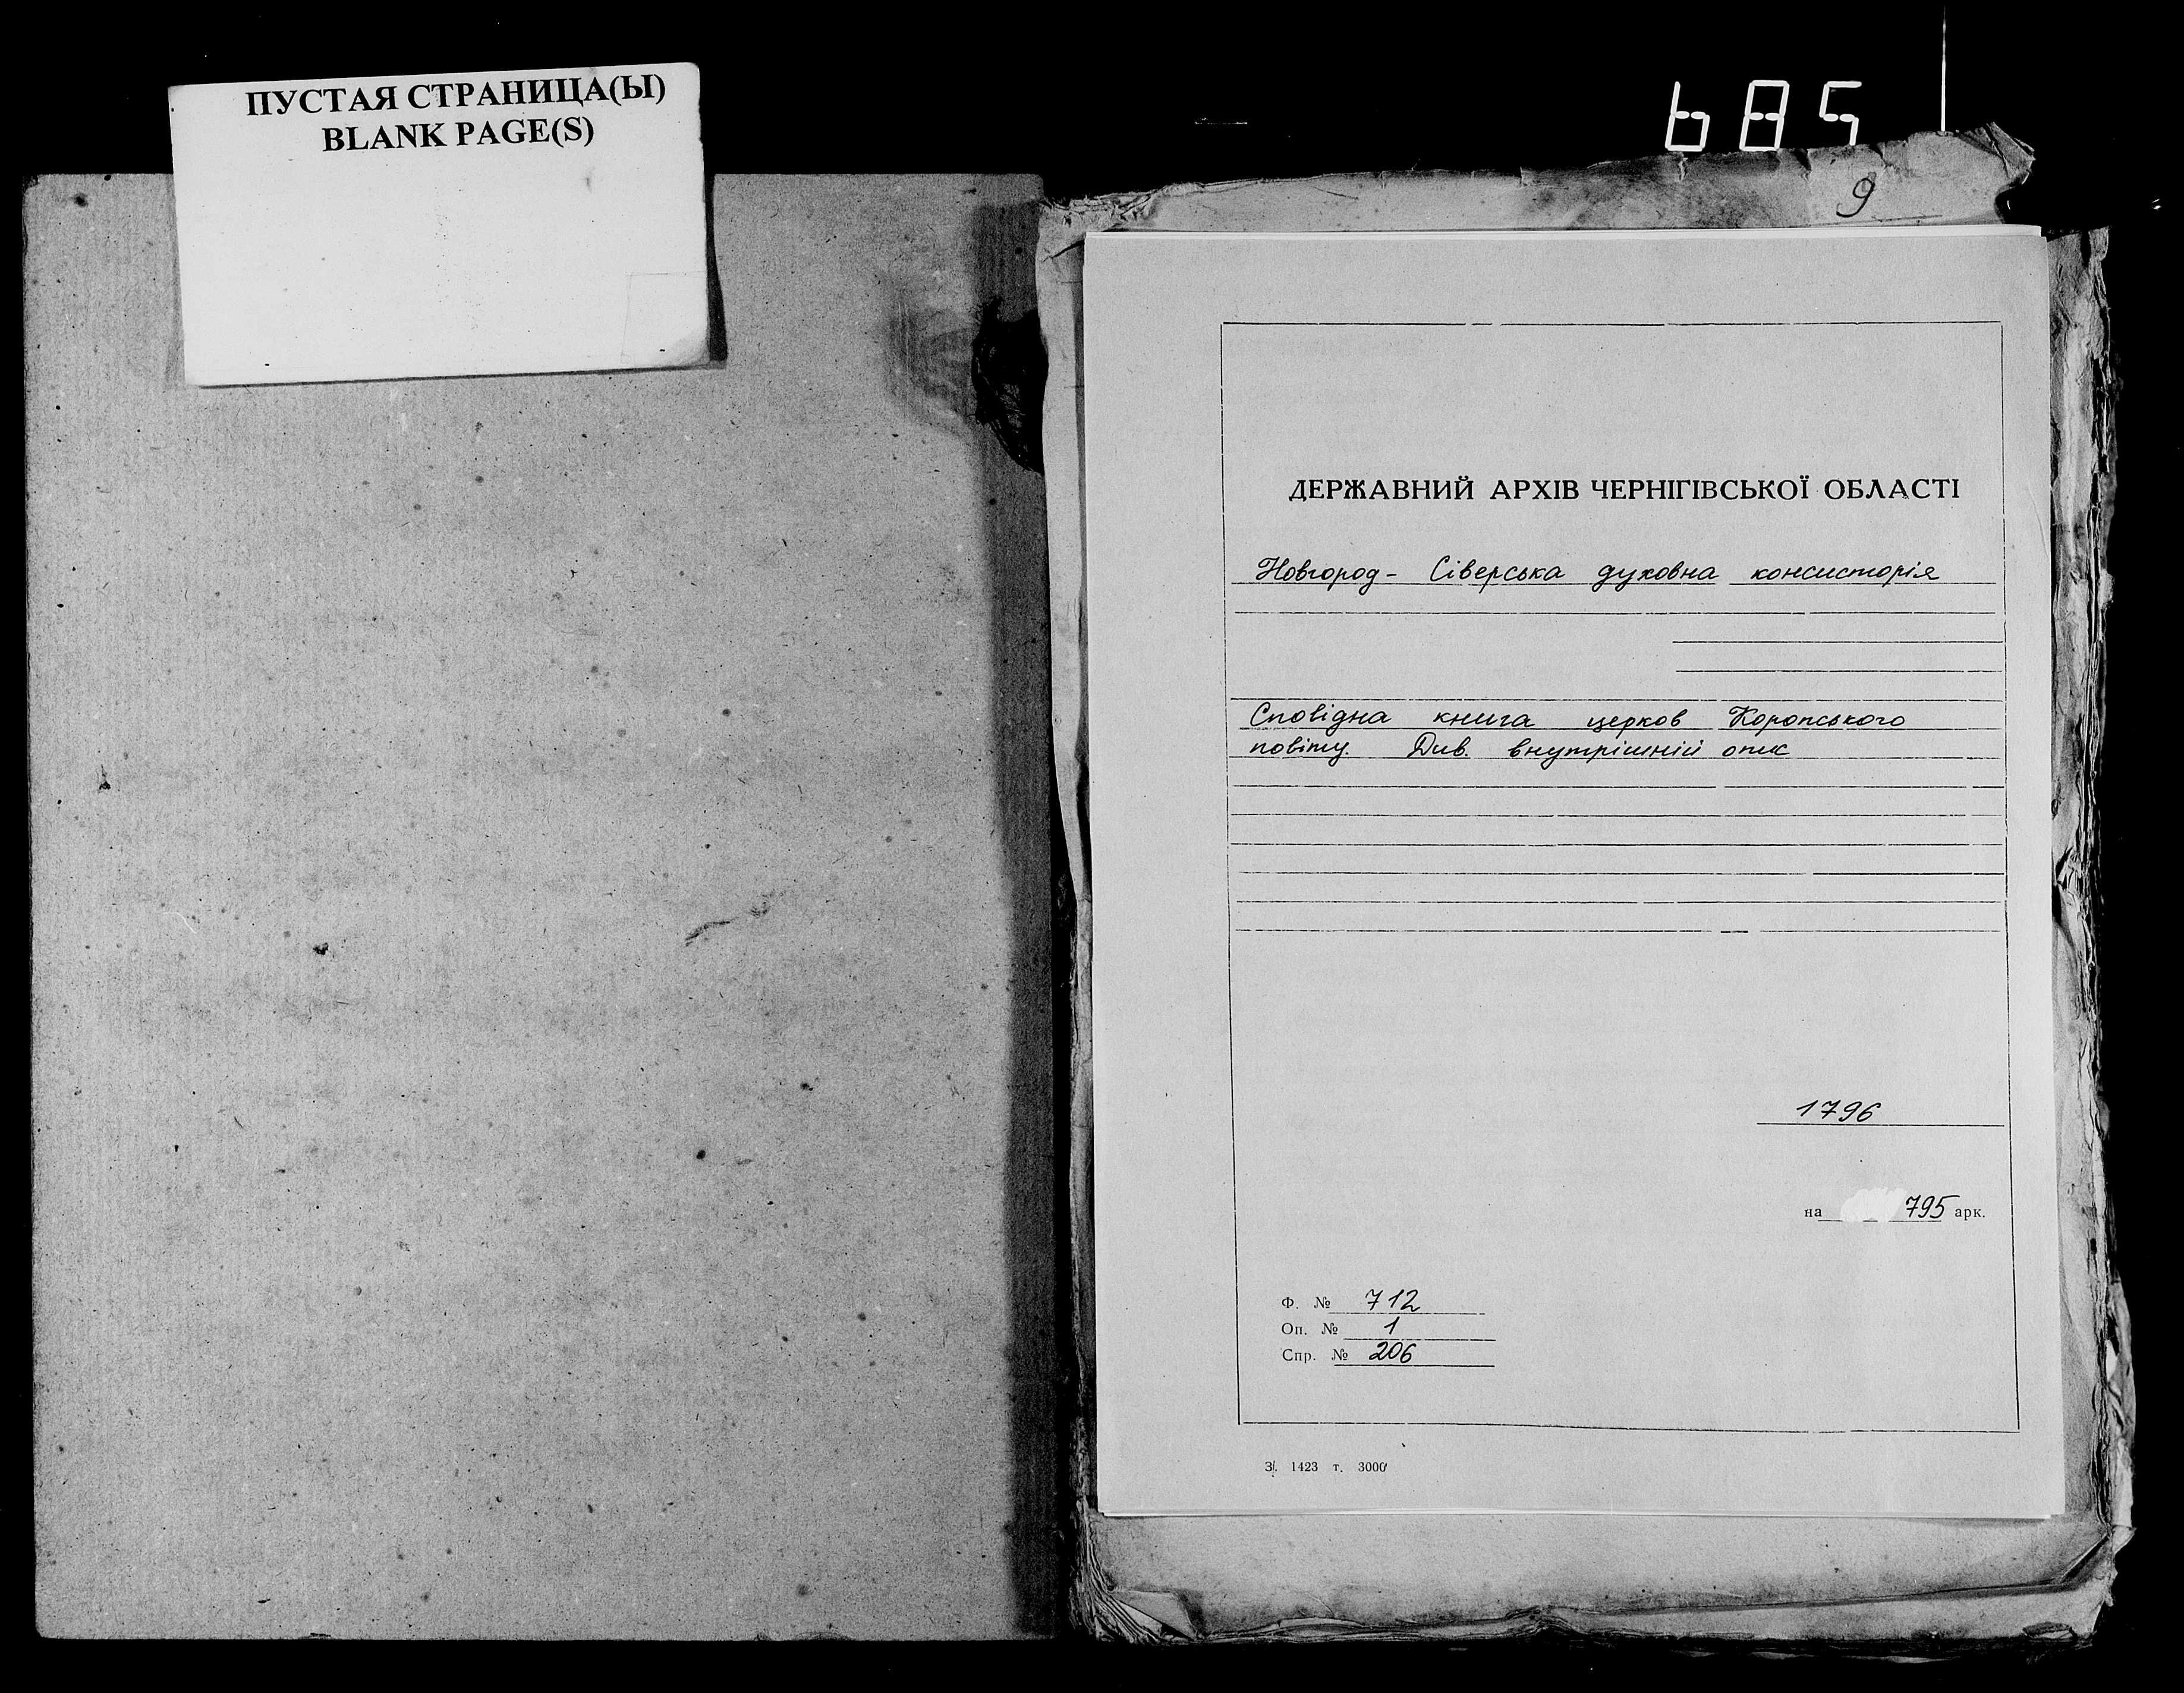 ПУСТАЯ СТРАНИЦА(Ы)
BLANK PAGE(S)
685
9
ДЕРЖАВНИЙ АРХІВ ЧЕРНІГІВСЬКОЇ ОБЛАСТІ
Новгород- Сіверська духовна консисторія
Сповідна книга церков Коропського
повіту. Див. внутрішній опис
1796
на 795 арк.
Ф. № 712
Оп. № 1
Спр. № 206
Зі. 1423 т. 3000